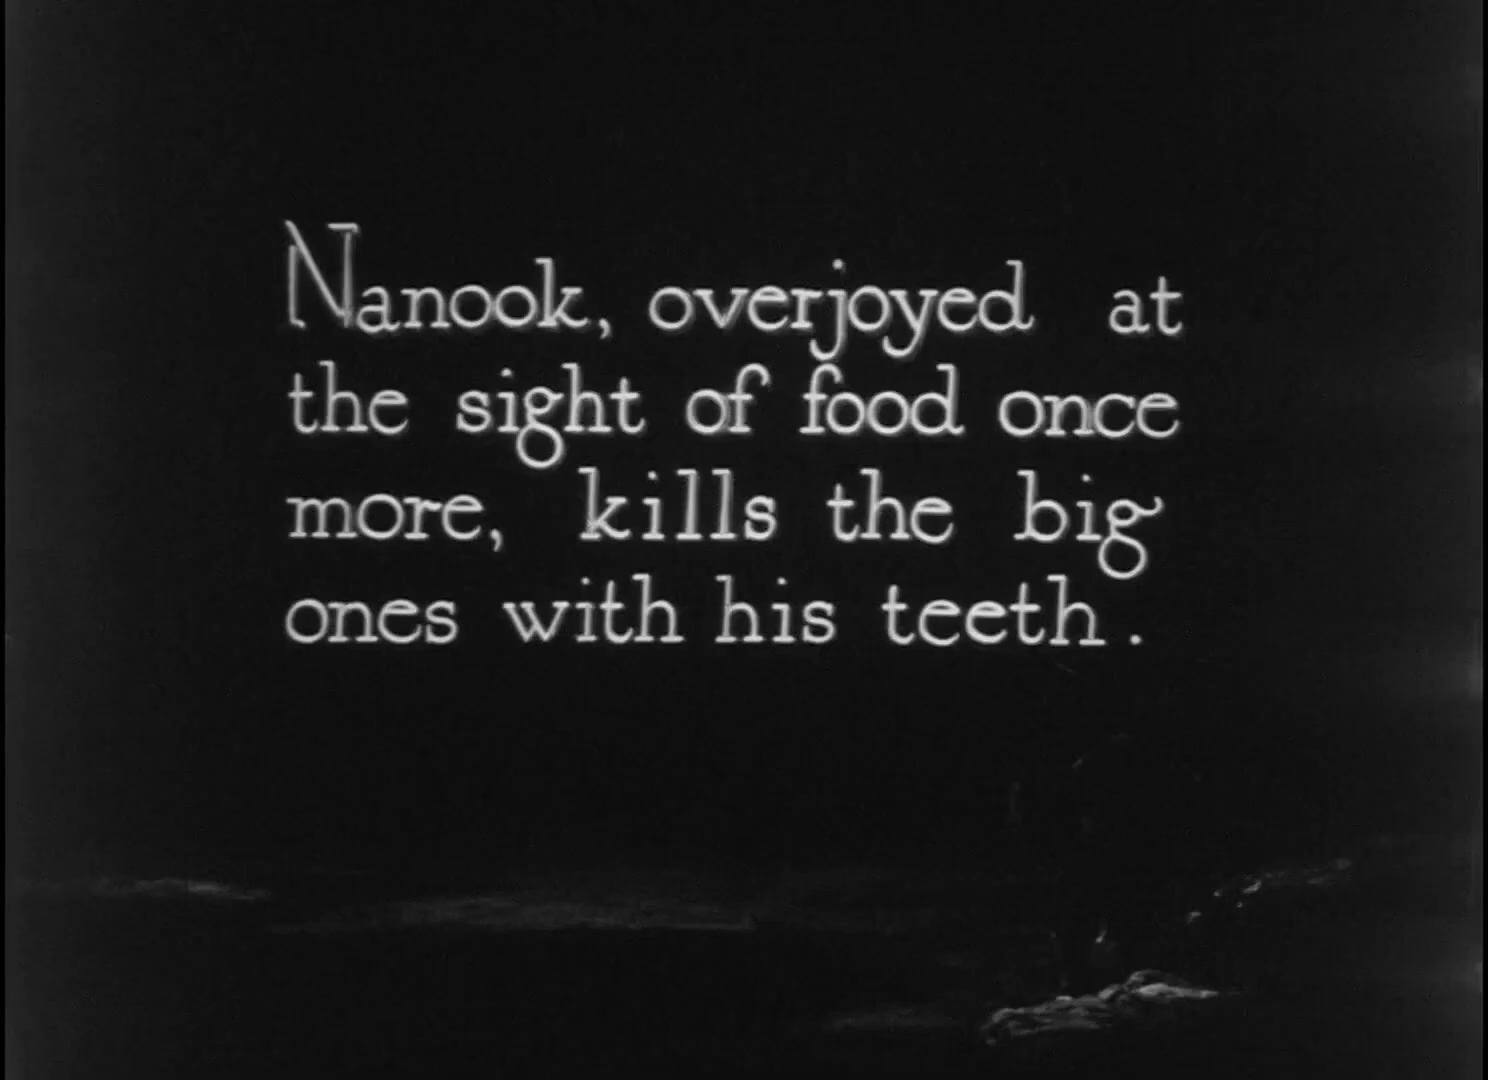 Nanook, overjoyed at
the sight of food once
more, kills the big
ones with his teeth.